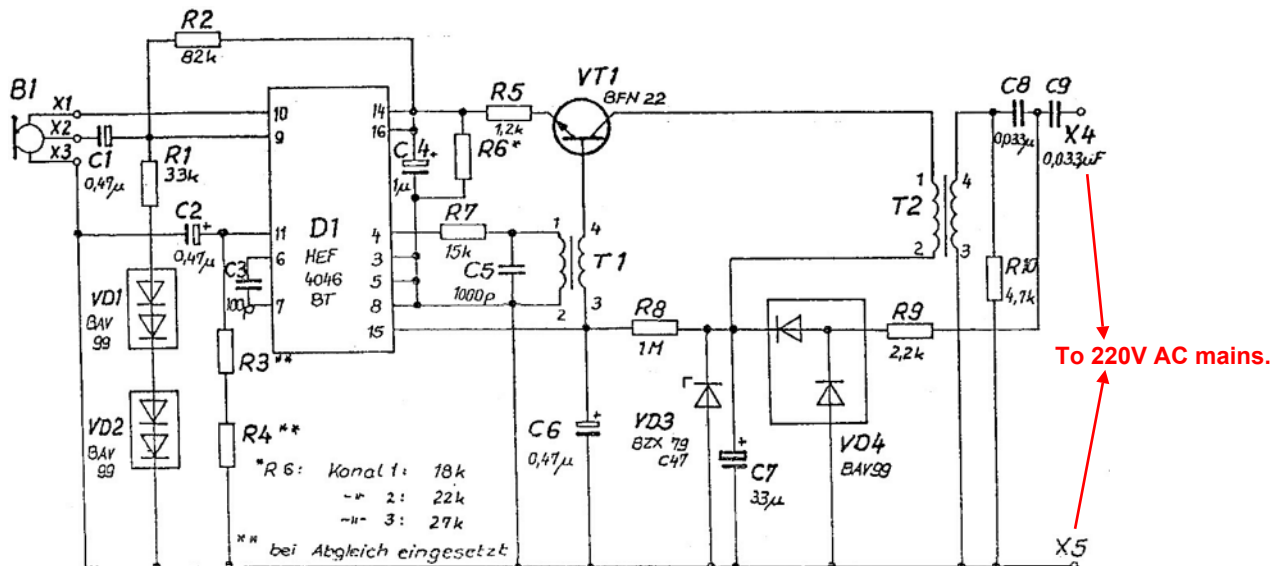 R2
82k
B1
X1
X2
X3
C1
0,47µ
R1
33k
C2
+
0,47µ
C3
100p
VD1
BAV
99
VD2
BAV
99
R3**
R4**
10
9
11
6
7
D1
HEF
4046
BT
14
16
4
3
5
8
15
C4
+
1µ
R5
1,2k
R6*
R7
15k
C5
1000p
VT1
BFN 22
1
4
T1
2
3
R8
1M
C6
+
0,47µ
VD3
BZX 79
C47
C7
+
33µ
VD4
BAV99
R9
2,2k
1
4
T2
2
3
R10
4,7k
C8
0,033µ
C9
0,033µF
X4
To 220V AC mains.
X5
*R6: Kanal 1: 18k
-"- 2: 22k
-"- 3: 27k
** bei Abgleich eingesetzt